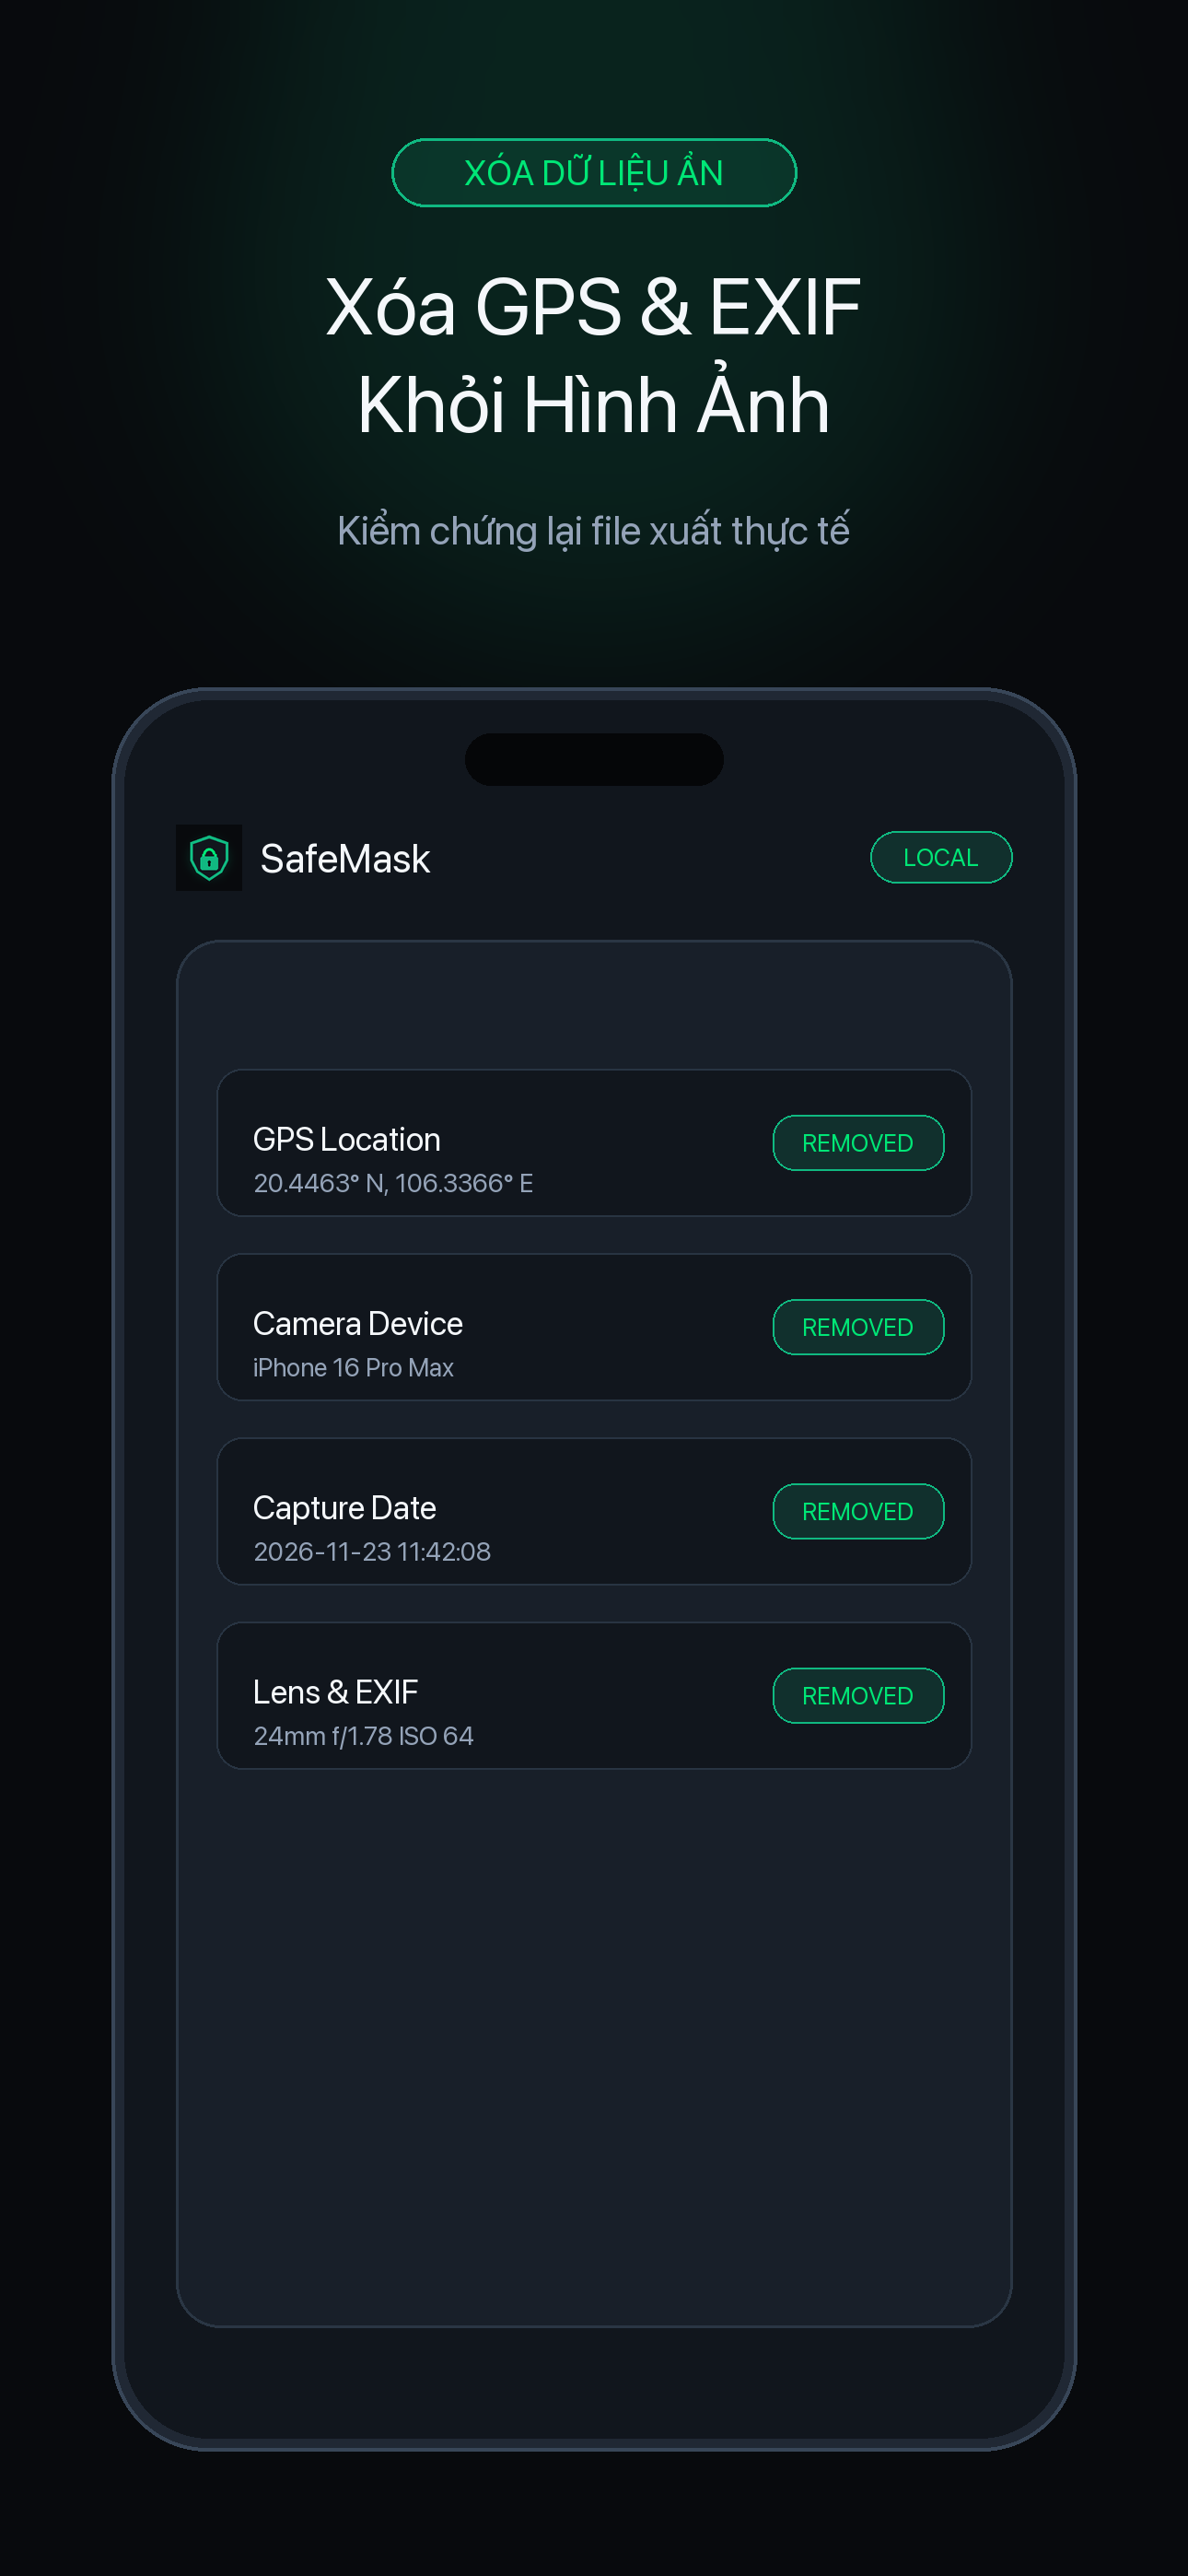 XÓA DỮ LIỆU ẨN
Xóa GPS & EXIF
Khỏi Hình Ảnh
Kiểm chứng lại file xuất thực tế
SafeMask
LOCAL
GPS Location
REMOVED
20.4463° N, 106.3366° E
Camera Device
REMOVED
iPhone 16 Pro Max
Capture Date
REMOVED
2026-11-23 11:42:08
Lens & EXIF
REMOVED
24mm f/1.78 ISO 64